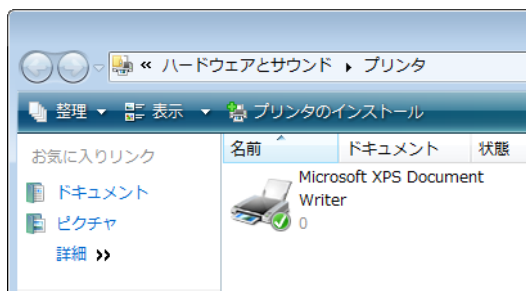 « ハードウェアとサウンド ▸ プリンタ
整理 ▼ 表示 ▼ プリンタのインストール
お気に入りリンク
ドキュメント
ピクチャ
詳細 »
名前 ドキュメント 状態
Microsoft XPS Document
Writer
0